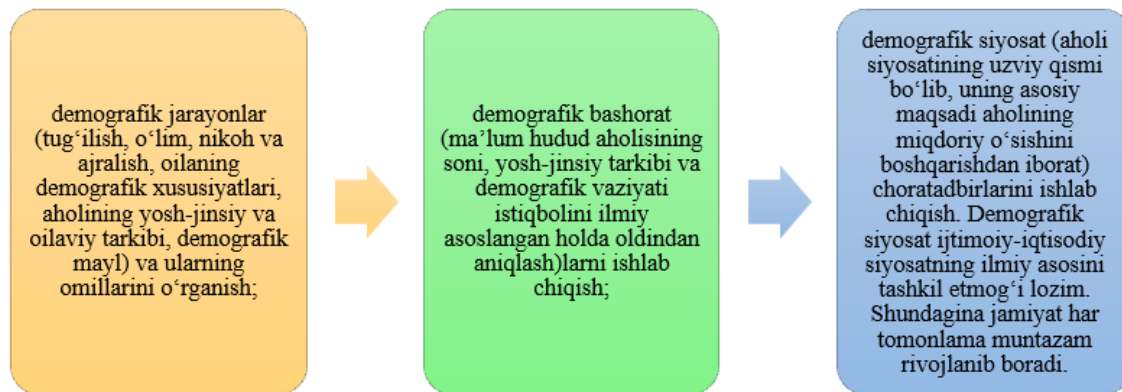 demografik jarayonlar
(tug‘ilish, o‘lim, nikoh va
ajralish, oilaning
demografik xususiyatlari,
aholining yosh-jinsiy va
oilaviy tarkibi, demografik
mayl) va ularning
omillarini o‘rganish;
demografik bashorat
(ma’lum hudud aholisining
soni, yosh-jinsiy tarkibi va
demografik vaziyati
istiqbolini ilmiy
asoslangan holda oldindan
aniqlash)larni ishlab
chiqish;
demografik siyosat (aholi
siyosatining uzviy qismi
bo‘lib, uning asosiy
maqsadi aholining
miqdoriy o‘sishini
boshqarishdan iborat)
choratadbirlarini ishlab
chiqish. Demografik
siyosat ijtimoiy-iqtisodiy
siyosatning ilmiy asosini
tashkil etmog‘i lozim.
Shundagina jamiyat har
tomonlama muntazam
rivojlanib boradi.